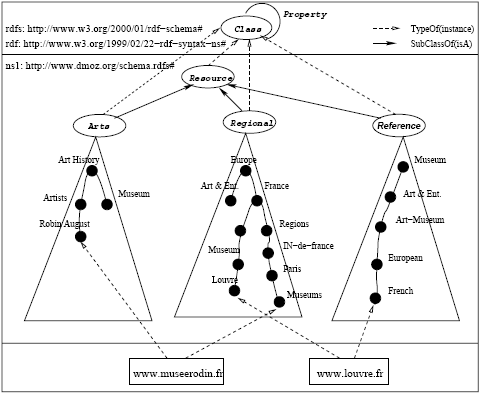 Property
rdfs: http://www.w3.org/2000/01/rdf-schema#
Class
TypeOf(instance)
rdf: http://www.w3.org/1999/02/22-rdf-syntax-ns#
SubClassOf(isA)
ns1: http://www.dmoz.org/schema.rdfs#
Resource
Arts
Regional
Reference
Art History
Europe
Museum
Art & Ent.
France
Artists
Museum
Art & Ent.
Robin August
Regions
Art-Museum
Museum
IN-de-france
European
Louvre
Paris
French
Museums
www.museerodin.fr
www.louvre.fr